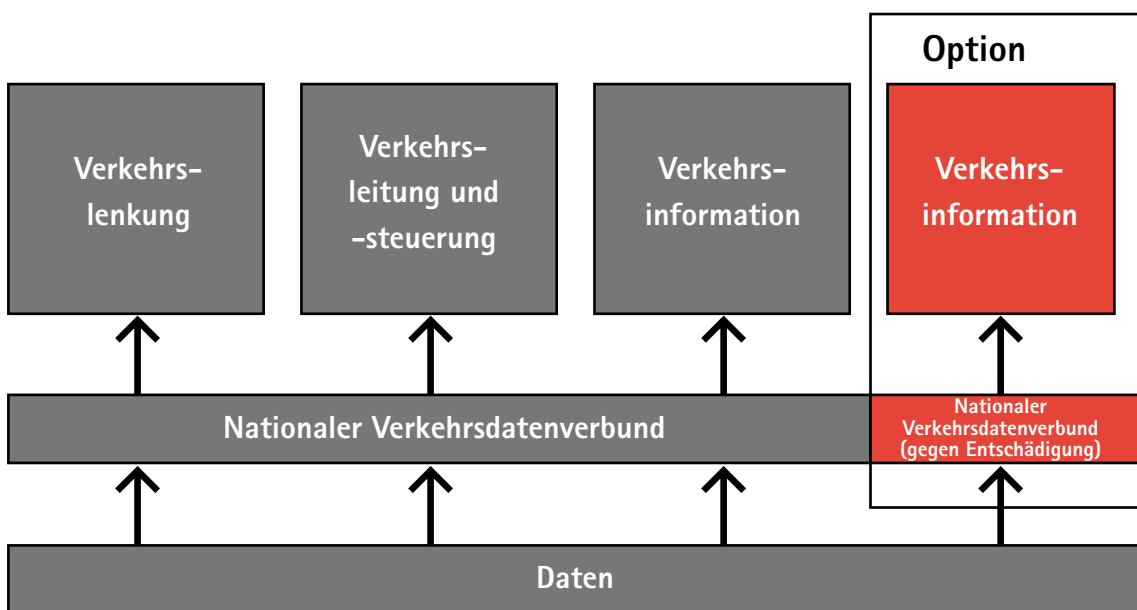 Option
Verkehrs-
lenkung
Verkehrs-
leitung und
-steuerung
Verkehrs-
information
Verkehrs-
information
Nationaler Verkehrsdatenverbund
Nationaler
Verkehrsdatenverbund
(gegen Entschädigung)
Daten